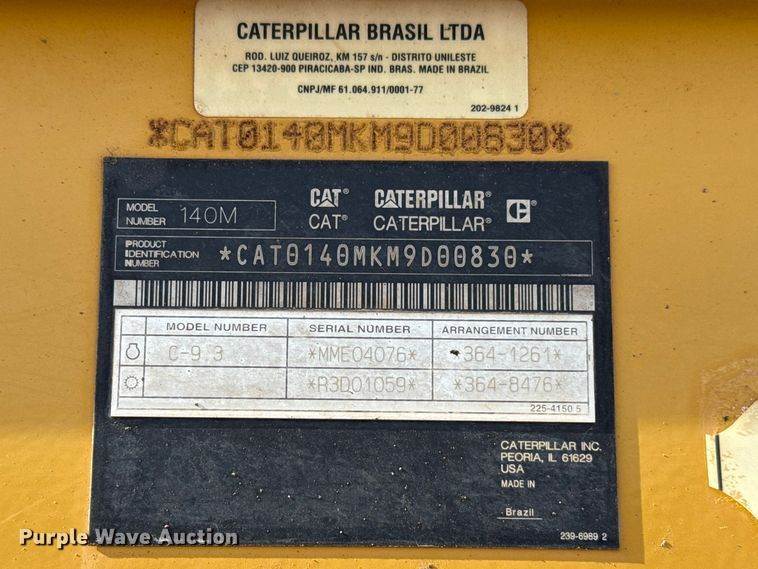 CATERPILLAR BRASIL LTDA
ROD. LUIZ QUEIROZ, KM 157 s/n - DISTRITO UNILESTE
CEP 13420-900 PIRACICABA-SP IND. BRAS. MADE IN BRAZIL
CNPJ/MF 61.064.911/0001-77
202-9824 1
*CAT0140MKM9D00830*
MODEL NUMBER 140M
CAT® CATERPILLAR®
CAT® CATERPILLAR®
PRODUCT IDENTIFICATION NUMBER *CAT0140MKM9D00830*
MODEL NUMBER SERIAL NUMBER ARRANGEMENT NUMBER
C-9.3 *MME04076* *364-1261*
*R3D01059* *364-8476*
225-4150 5
CATERPILLAR INC.
PEORIA, IL 61629
USA
MADE IN
Brazil
239-6989 2
Purple Wave Auction